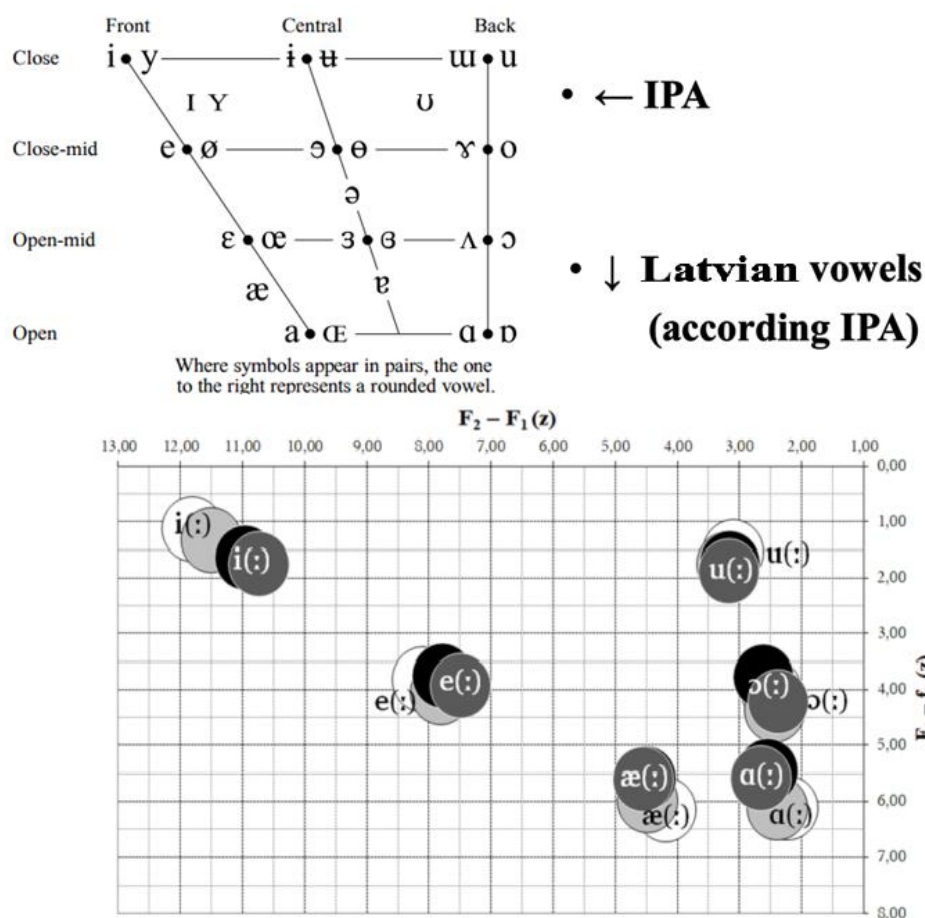 Front Central Back
Close i y ɨ ʉ ɯ u
ɪ ʏ ʊ
• ← IPA
Close-mid e ø ɘ ɵ ɤ o
ə
Open-mid ɛ œ ɜ ɞ ʌ ɔ
• ↓ Latvian vowels
æ ɐ
(according IPA)
Open a ɶ ɑ ɒ
Where symbols appear in pairs, the one
to the right represents a rounded vowel.
F₂ – F₁ (z)
13,00 12,00 11,00 10,00 9,00 8,00 7,00 6,00 5,00 4,00 3,00 2,00 1,00
0,00
1,00
i(:) u(:)
i(:) u(:)
2,00
3,00
e(:) ɔ(:)
e(:) ɔ(:)
4,00
5,00
æ(:) ɑ(:)
6,00
æ(:) ɑ(:)
7,00
8,00